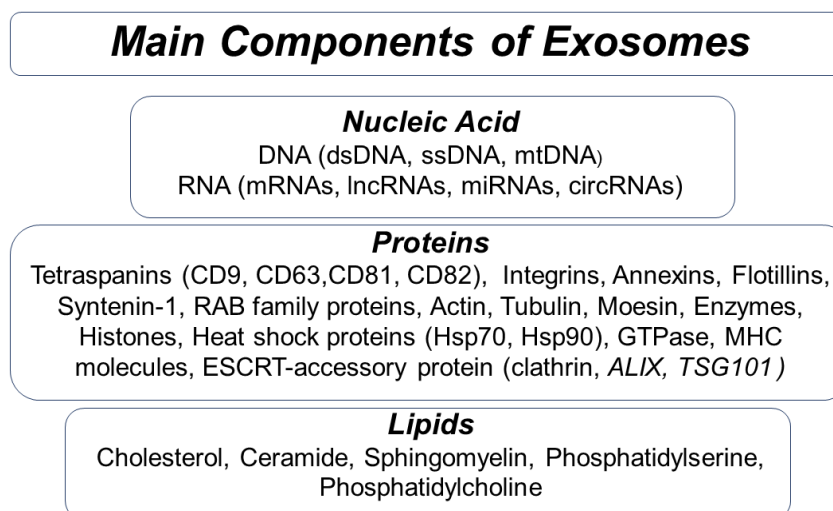 Main Components of Exosomes
Nucleic Acid
DNA (dsDNA, ssDNA, mtDNA)
RNA (mRNAs, lncRNAs, miRNAs, circRNAs)
Proteins
Tetraspanins (CD9, CD63,CD81, CD82), Integrins, Annexins, Flotillins,
Syntenin-1, RAB family proteins, Actin, Tubulin, Moesin, Enzymes,
Histones, Heat shock proteins (Hsp70, Hsp90), GTPase, MHC
molecules, ESCRT-accessory protein (clathrin, ALIX, TSG101)
Lipids
Cholesterol, Ceramide, Sphingomyelin, Phosphatidylserine,
Phosphatidylcholine